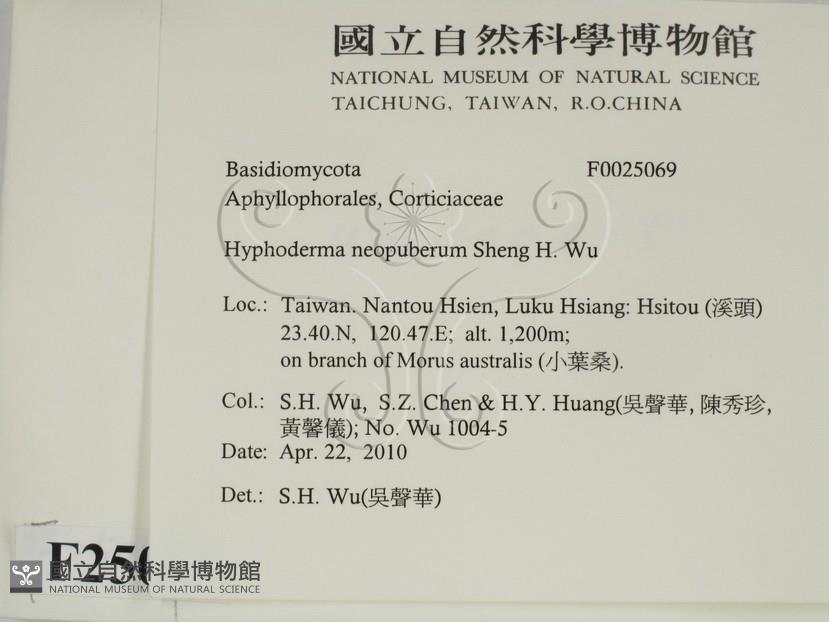 國立自然科學博物館
NATIONAL MUSEUM OF NATURAL SCIENCE
TAICHUNG, TAIWAN, R.O.CHINA
Basidiomycota F0025069
Aphyllophorales, Corticiaceae
Hyphoderma neopuberum Sheng H. Wu
Loc.: Taiwan. Nantou Hsien, Luku Hsiang: Hsitou (溪頭)
23.40.N, 120.47.E; alt. 1,200m;
on branch of Morus australis (小葉桑).
Col.: S.H. Wu, S.Z. Chen & H.Y. Huang(吳聲華, 陳秀珍,
黃馨儀); No. Wu 1004-5
Date: Apr. 22, 2010
Det.: S.H. Wu(吳聲華)
國立自然科學博物館
NATIONAL MUSEUM OF NATURAL SCIENCE